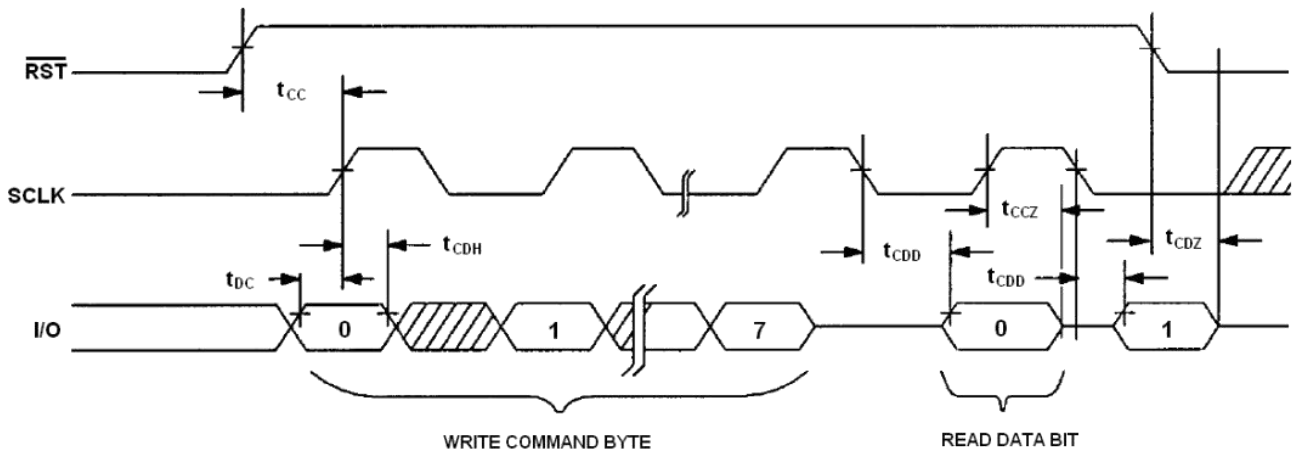 RST
tCC
SCLK
tCCZ
tCDH
tCDD
tCDZ
tDC
tCDD
I/O
0
1
7
0
1
WRITE COMMAND BYTE
READ DATA BIT